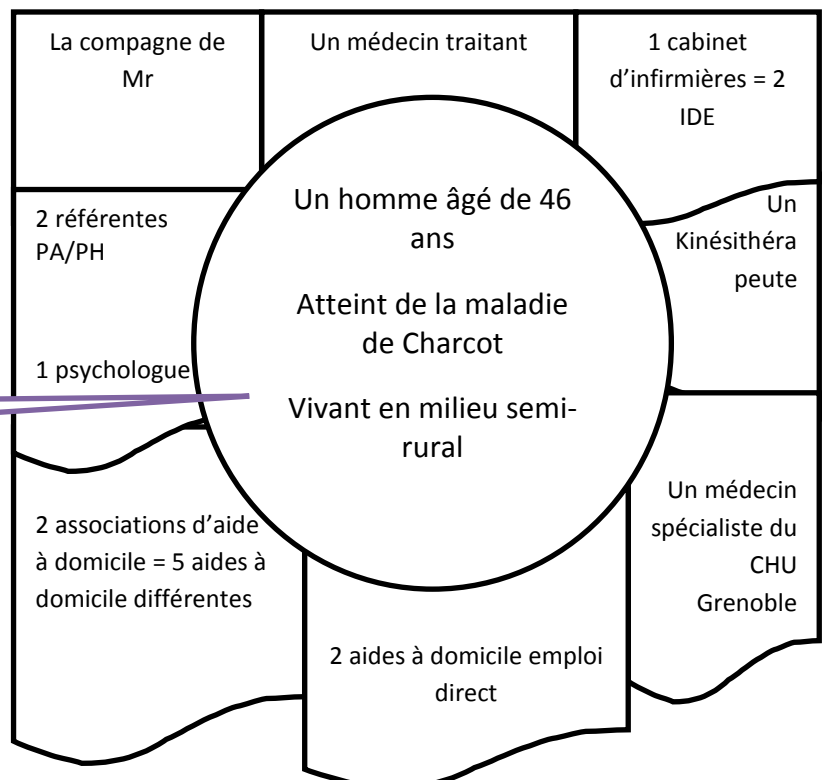 La compagne de
Mr
Un médecin traitant
1 cabinet
d'infirmières = 2
IDE
2 référentes
PA/PH
1 psychologue
Un homme âgé de 46
ans
Atteint de la maladie
de Charcot
Vivant en milieu semi-
rural
Un
Kinésithéra
peute
2 associations d'aide
à domicile = 5 aides à
domicile différentes
2 aides à domicile emploi
direct
Un médecin
spécialiste du
CHU
Grenoble